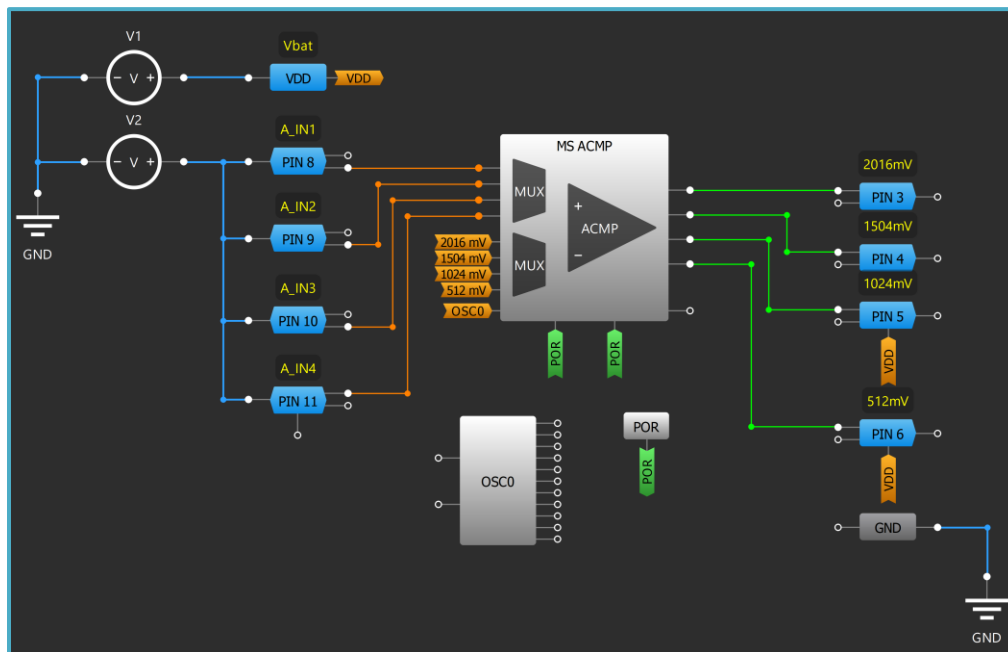 V1
− V +
Vbat
VDD
VDD
V2
− V +
A_IN1
PIN 8
A_IN2
PIN 9
A_IN3
PIN 10
A_IN4
PIN 11
GND
MS ACMP
MUX
MUX
+
ACMP
−
2016 mV
1504 mV
1024 mV
512 mV
OSC0
POR
POR
OSC0
POR
POR
2016mV
PIN 3
1504mV
PIN 4
1024mV
PIN 5
VDD
512mV
PIN 6
VDD
GND
GND